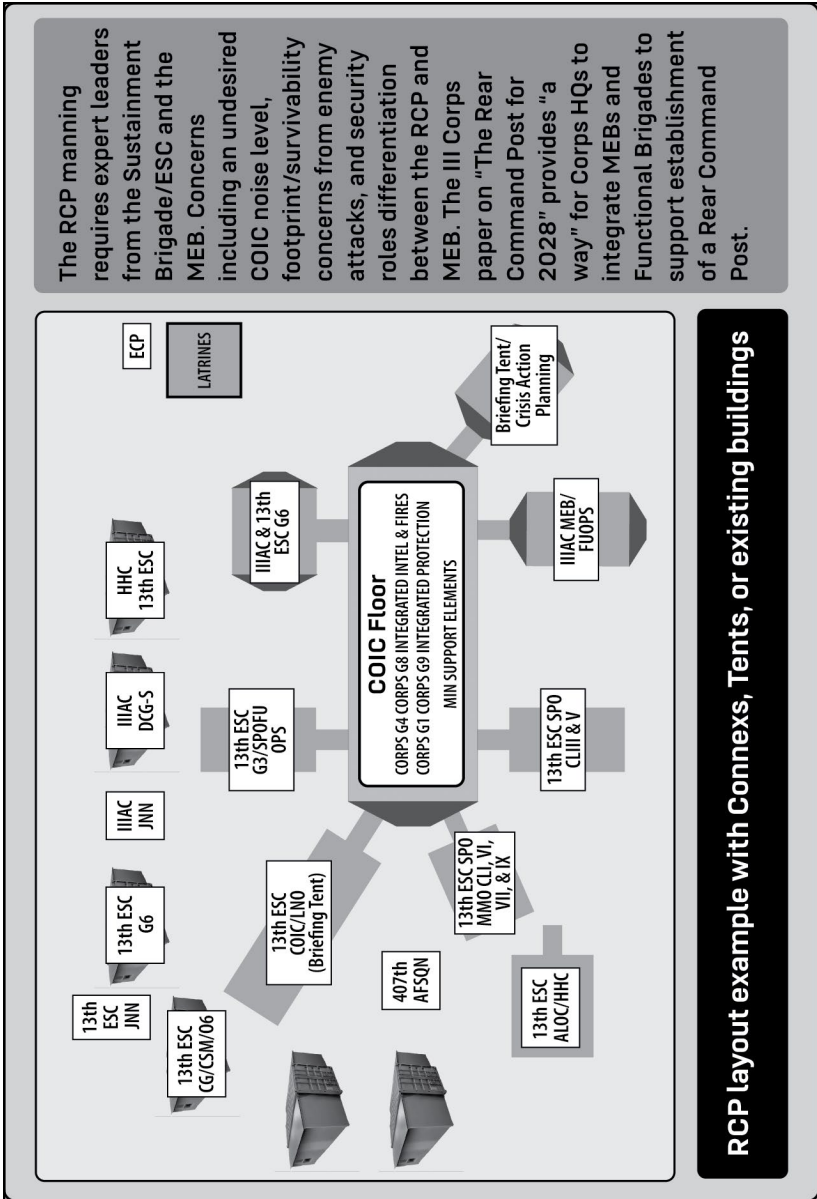 The RCP manning
requires expert leaders
from the Sustainment
Brigade/ESC and the
MEB. Concerns
including an undesired
COIC noise level,
footprint/survivability
concerns from enemy
attacks, and security
roles differentiation
between the RCP and
MEB. The III Corps
paper on “The Rear
Command Post for
2028” provides “a
way” for Corps HQs to
integrate MEBs and
Functional Brigades to
support establishment
of a Rear Command
Post.
13th
ESC
JNN
13th ESC
CG/CSM/06
13th ESC
G6
IIIAC
JNN
IIIAC
DCG-S
HHC
13th ESC
ECP
LATRINES
13th ESC
COIC/LNO
(Briefing Tent)
13th ESC
G3/SPOFU
OPS
IIIAC & 13th
ESC G6
407th
AFSQN
COIC Floor
CORPS G4 CORPS G8 INTEGRATED INTEL & FIRES
CORPS G1 CORPS G9 INTEGRATED PROTECTION
MIN SUPPORT ELEMENTS
Briefing Tent/
Crisis Action
Planning
13th ESC
ALOC/HHC
13th ESC SPO
MMO CLI, VI,
VII, & IX
13th ESC SPO
CLIII & V
IIIAC MEB/
FUOPS
RCP layout example with Connexs, Tents, or existing buildings